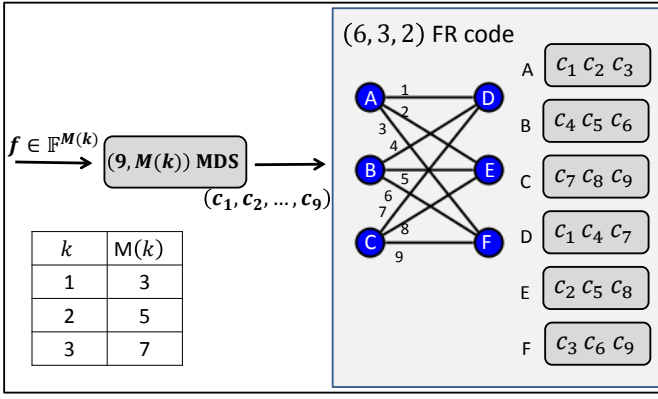 (6, 3, 2) FR code
f ∈ 𝔽^M(k)
(9, M(k)) MDS
(c₁, c₂, ..., c₉)
k M(k)
1 3
2 5
3 7
A
B
C
D
E
F
1
2
3
4
5
6
7
8
9
A c₁ c₂ c₃
B c₄ c₅ c₆
C c₇ c₈ c₉
D c₁ c₄ c₇
E c₂ c₅ c₈
F c₃ c₆ c₉